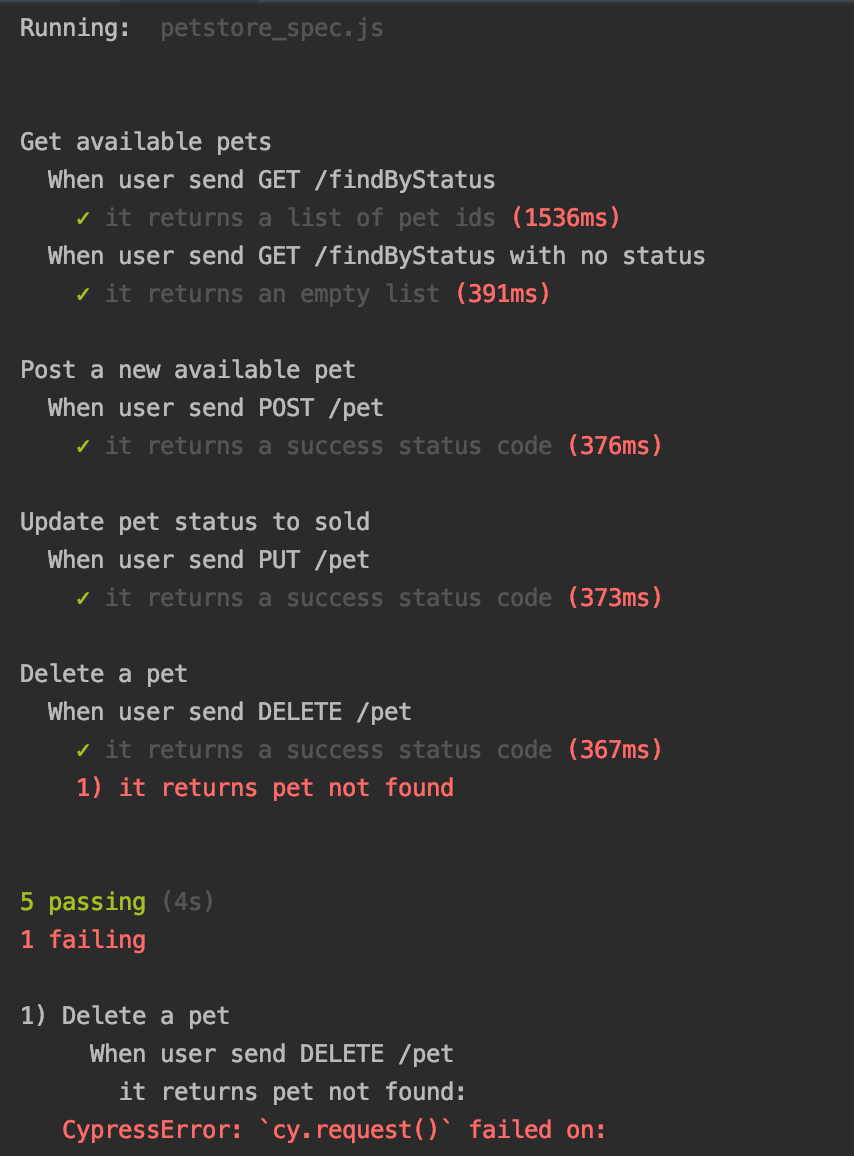 Running:  petstore_spec.js
Get available pets
When user send GET /findByStatus
✓ it returns a list of pet ids (1536ms)
When user send GET /findByStatus with no status
✓ it returns an empty list (391ms)
Post a new available pet
When user send POST /pet
✓ it returns a success status code (376ms)
Update pet status to sold
When user send PUT /pet
✓ it returns a success status code (373ms)
Delete a pet
When user send DELETE /pet
✓ it returns a success status code (367ms)
1) it returns pet not found
5 passing (4s)
1 failing
1) Delete a pet
When user send DELETE /pet
it returns pet not found:
CypressError: `cy.request()` failed on: